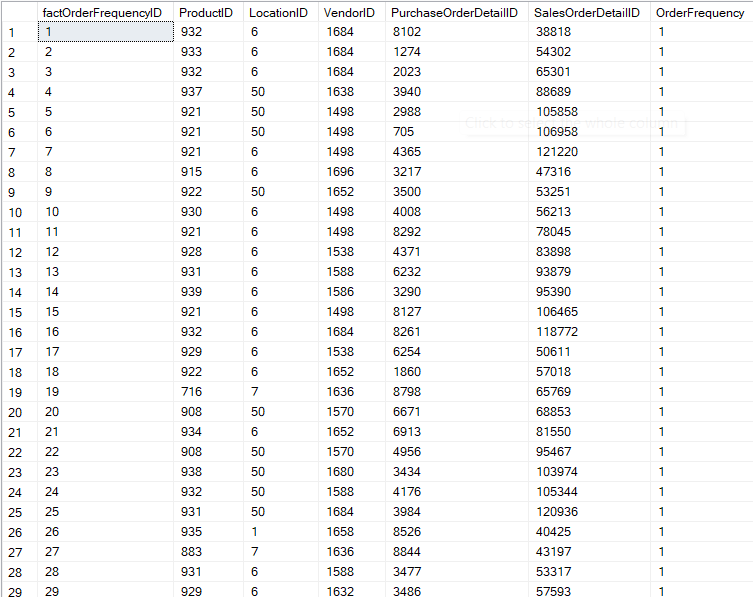 factOrderFrequencyID ProductID LocationID VendorID PurchaseOrderDetailID SalesOrderDetailID OrderFrequency
1 1 932 6 1684 8102 38818 1
2 2 933 6 1684 1274 54302 1
3 3 932 6 1684 2023 65301 1
4 4 937 50 1638 3940 88689 1
5 5 921 50 1498 2988 105858 1
6 6 921 50 1498 705 106958 1
7 7 921 6 1498 4365 121220 1
8 8 915 6 1696 3217 47316 1
9 9 922 50 1652 3500 53251 1
10 10 930 6 1498 4008 56213 1
11 11 921 6 1498 8292 78045 1
12 12 928 6 1538 4371 83898 1
13 13 931 6 1588 6232 93879 1
14 14 939 6 1586 3290 95390 1
15 15 921 6 1498 8127 106465 1
16 16 932 6 1684 8261 118772 1
17 17 929 6 1538 6254 50611 1
18 18 922 6 1652 1860 57018 1
19 19 716 7 1636 8798 65769 1
20 20 908 50 1570 6671 68853 1
21 21 934 6 1652 6913 81550 1
22 22 908 50 1570 4956 95467 1
23 23 938 50 1680 3434 103974 1
24 24 932 50 1588 4176 105344 1
25 25 931 50 1684 3984 120936 1
26 26 935 1 1658 8526 40425 1
27 27 883 7 1636 8844 43197 1
28 28 931 6 1588 3477 53317 1
29 29 929 6 1632 3486 57593 1